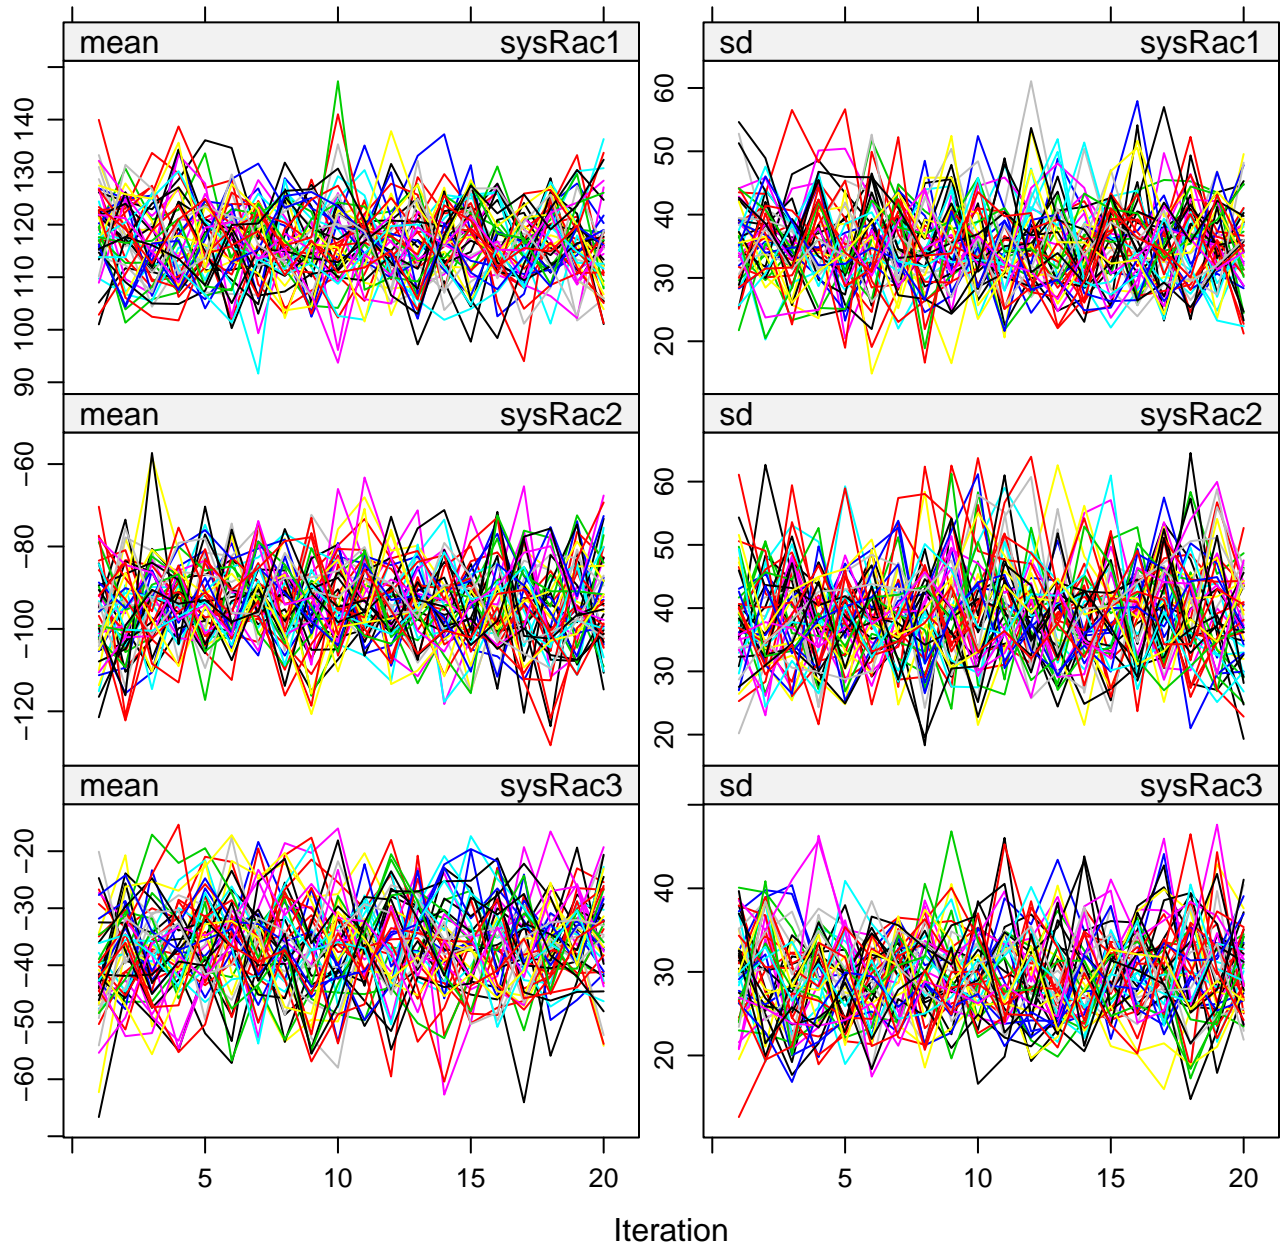 mean sysRac1 sd sysRac1
90 100 110 120 130 140
20 30 40 50 60
mean sysRac2 sd sysRac2
−120 −100 −80 −60
20 30 40 50 60
mean sysRac3 sd sysRac3
−60 −50 −40 −30 −20
20 30 40
5 10 15 20 5 10 15 20
Iteration